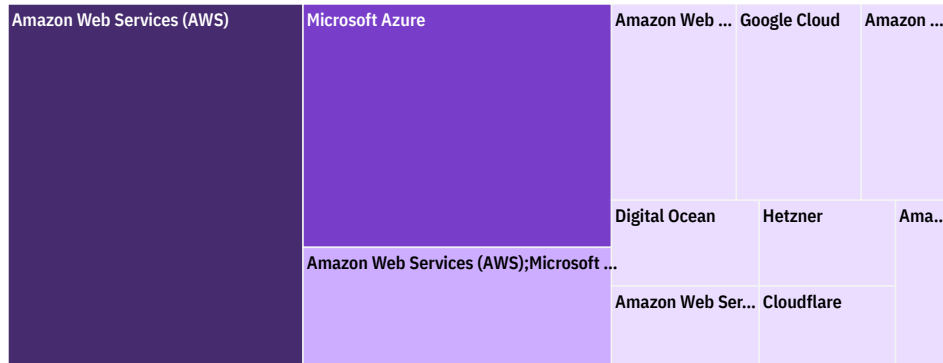 Amazon Web Services (AWS)
Microsoft Azure
Amazon Web ...
Google Cloud
Amazon ...
Amazon Web Services (AWS);Microsoft ...
Digital Ocean
Hetzner
Ama...
Amazon Web Ser...
Cloudflare